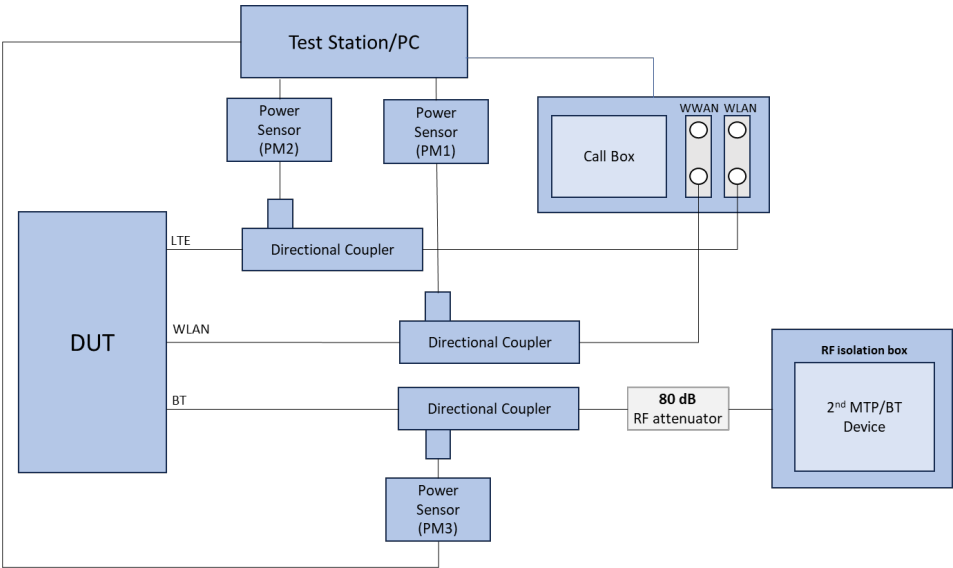 Test Station/PC
Power
Sensor
(PM2)
Power
Sensor
(PM1)
WWAN
WLAN
Call Box
LTE
Directional Coupler
DUT
WLAN
Directional Coupler
RF isolation box
BT
Directional Coupler
80 dB
RF attenuator
2nd MTP/BT
Device
Power
Sensor
(PM3)